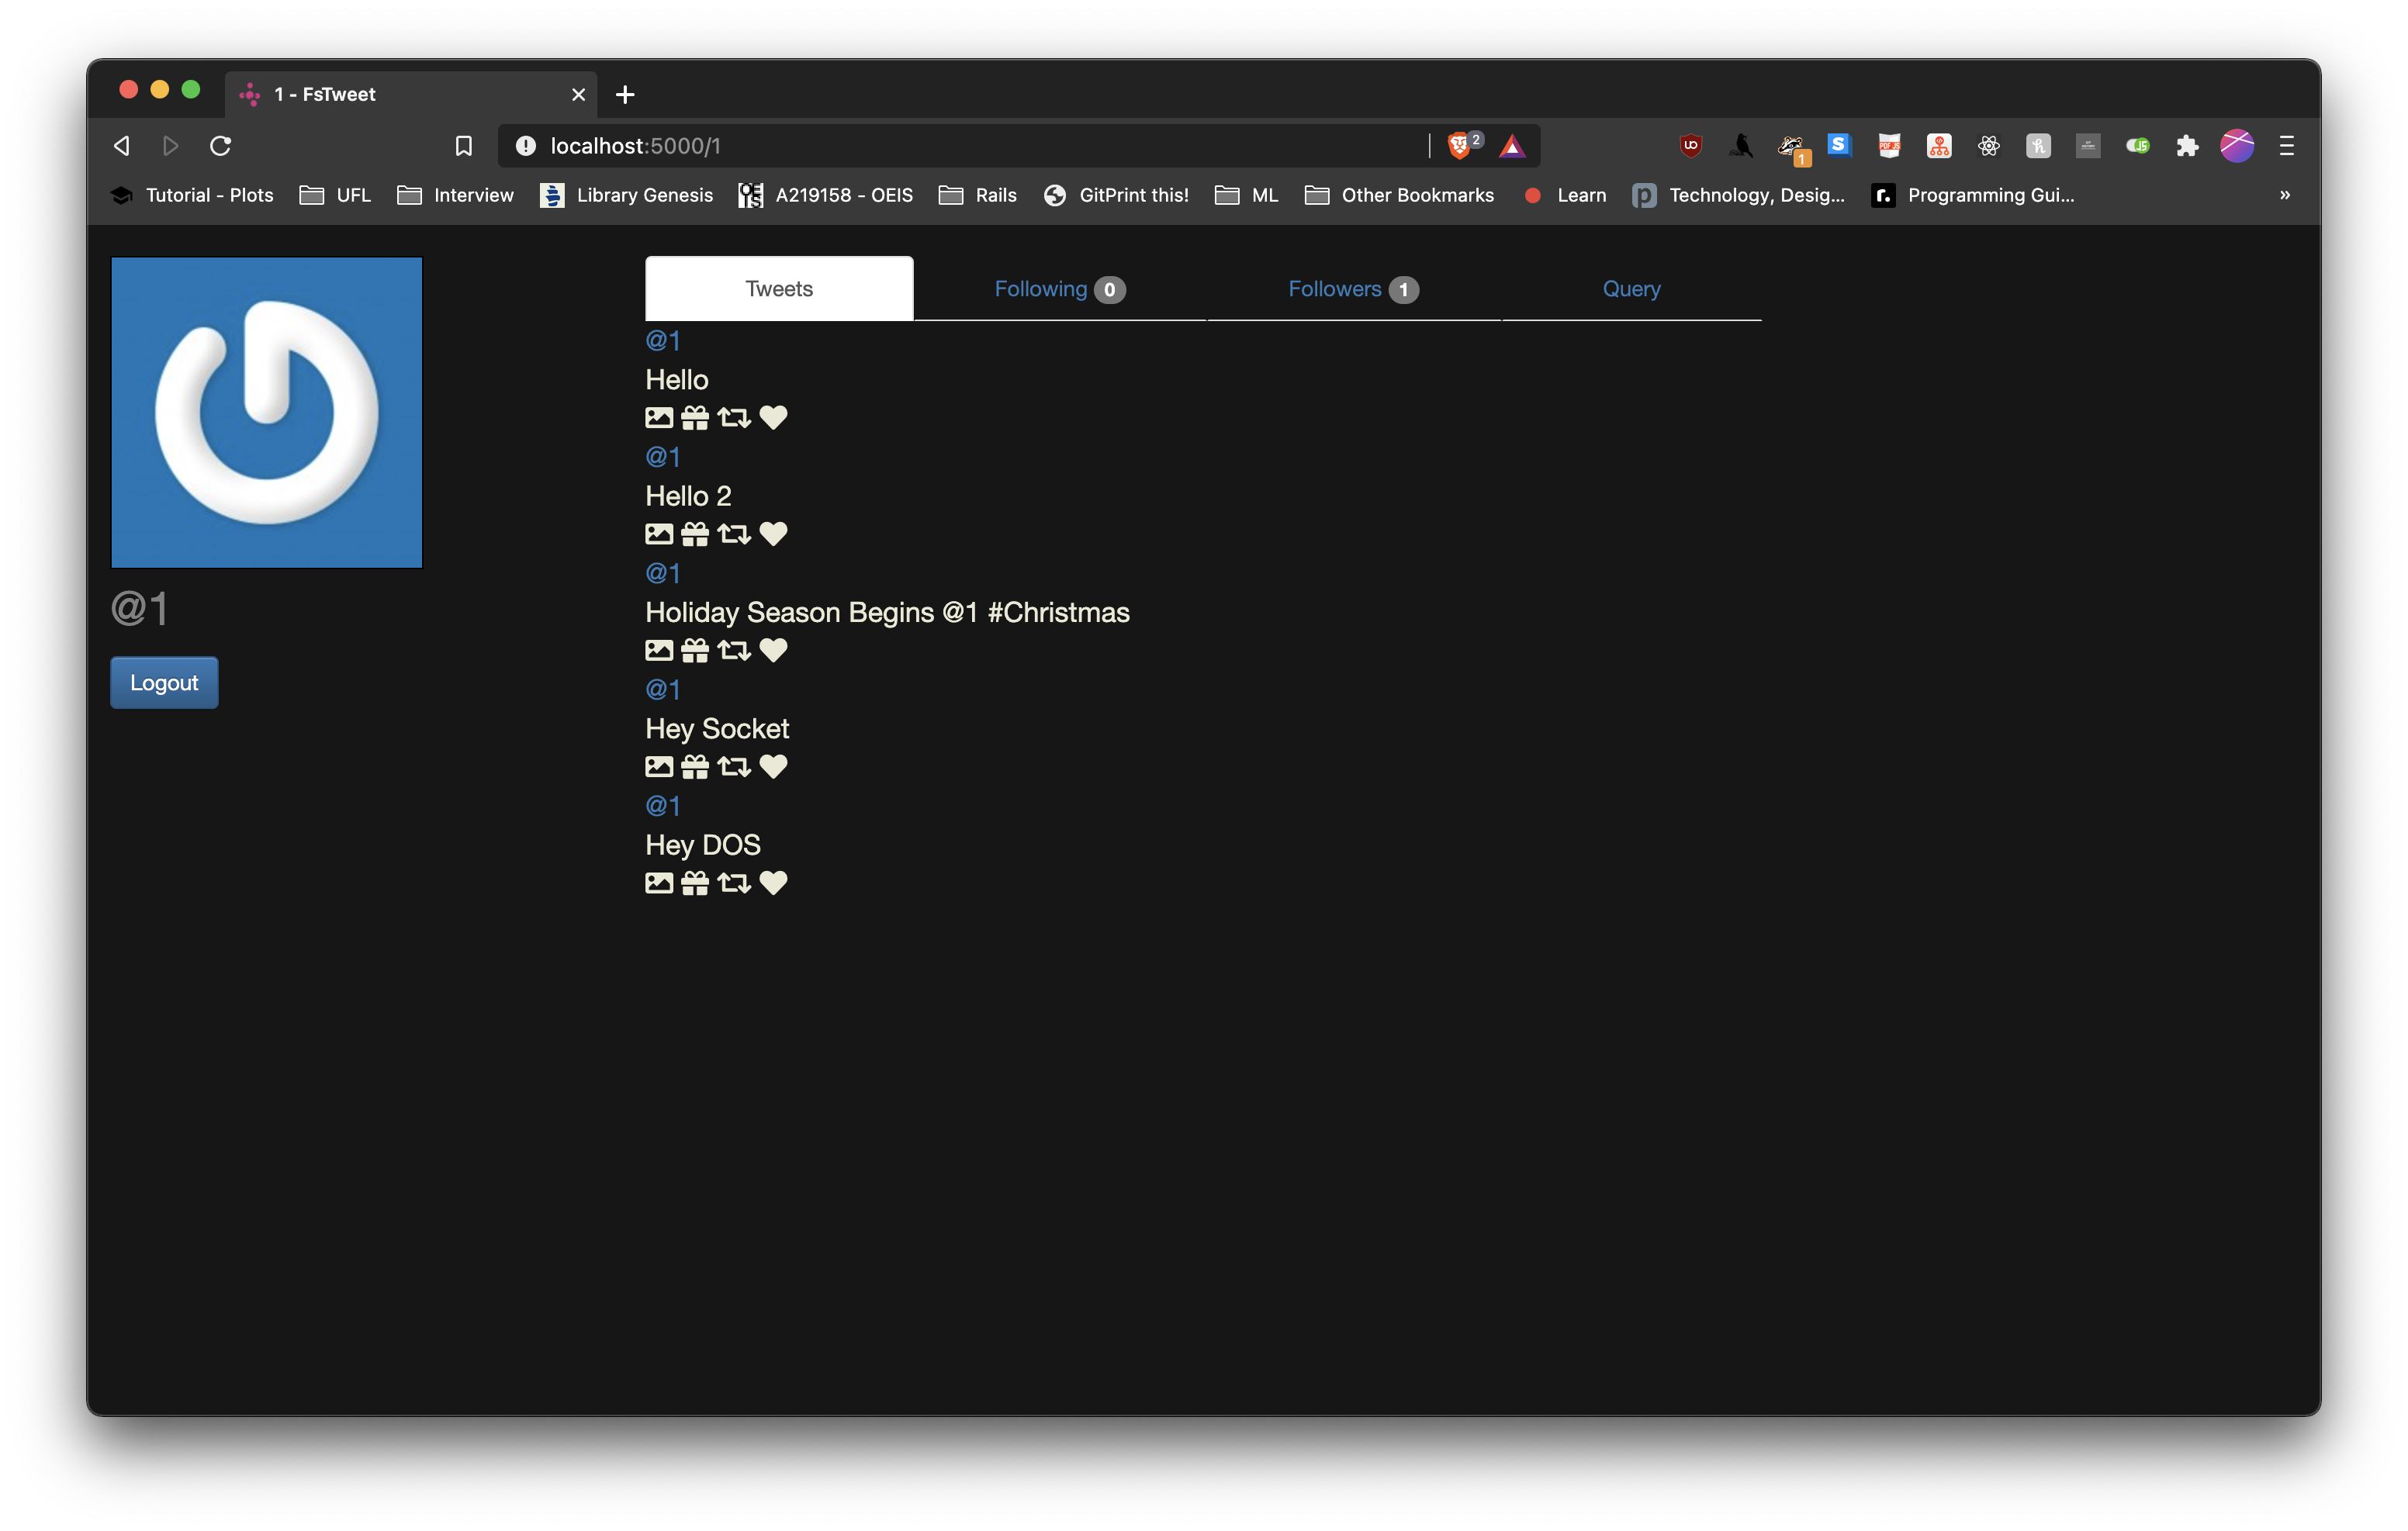 1 - FsTweet
localhost:5000/1
2
1
Tutorial - Plots
UFL
Interview
Library Genesis
A219158 - OEIS
Rails
GitPrint this!
ML
Other Bookmarks
Learn
Technology, Desig...
Programming Gui...
»
Tweets
Following 0
Followers 1
Query
@1
Logout
@1
Hello
@1
Hello 2
@1
Holiday Season Begins @1 #Christmas
@1
Hey Socket
@1
Hey DOS